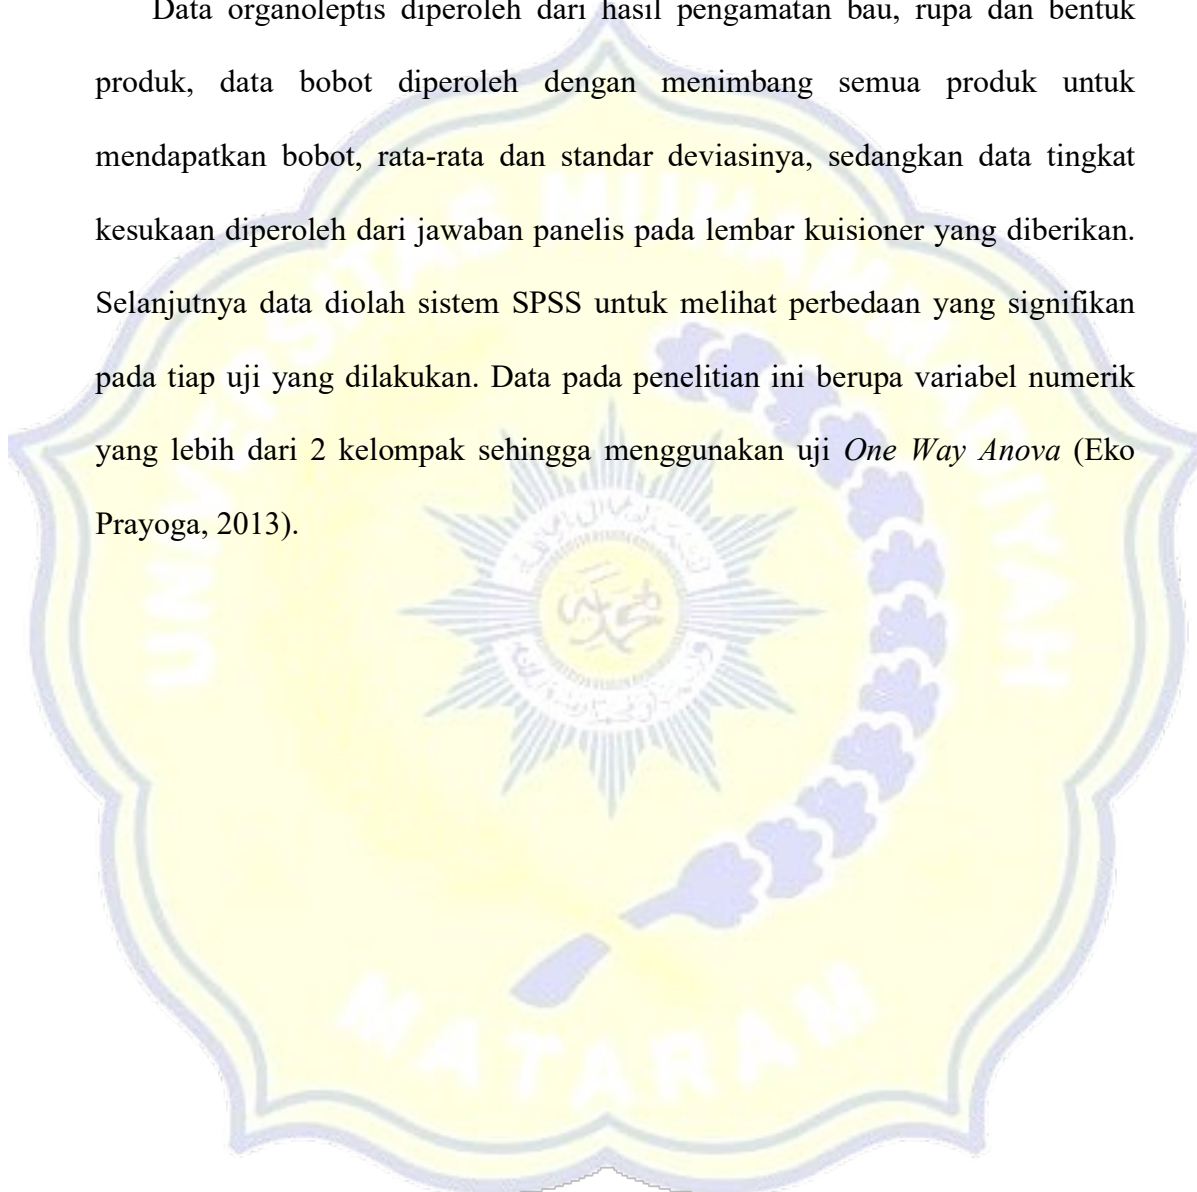 Data organoleptis diperoleh dari hasil pengamatan bau, rupa dan bentuk
produk, data bobot diperoleh dengan menimbang semua produk untuk
mendapatkan bobot, rata-rata dan standar deviasinya, sedangkan data tingkat
kesukaan diperoleh dari jawaban panelis pada lembar kuisioner yang diberikan.
Selanjutnya data diolah sistem SPSS untuk melihat perbedaan yang signifikan
pada tiap uji yang dilakukan. Data pada penelitian ini berupa variabel numerik
yang lebih dari 2 kelompak sehingga menggunakan uji One Way Anova (Eko
Prayoga, 2013).
UNIVERSITAS MUHAMMADIYAH
MATARAM